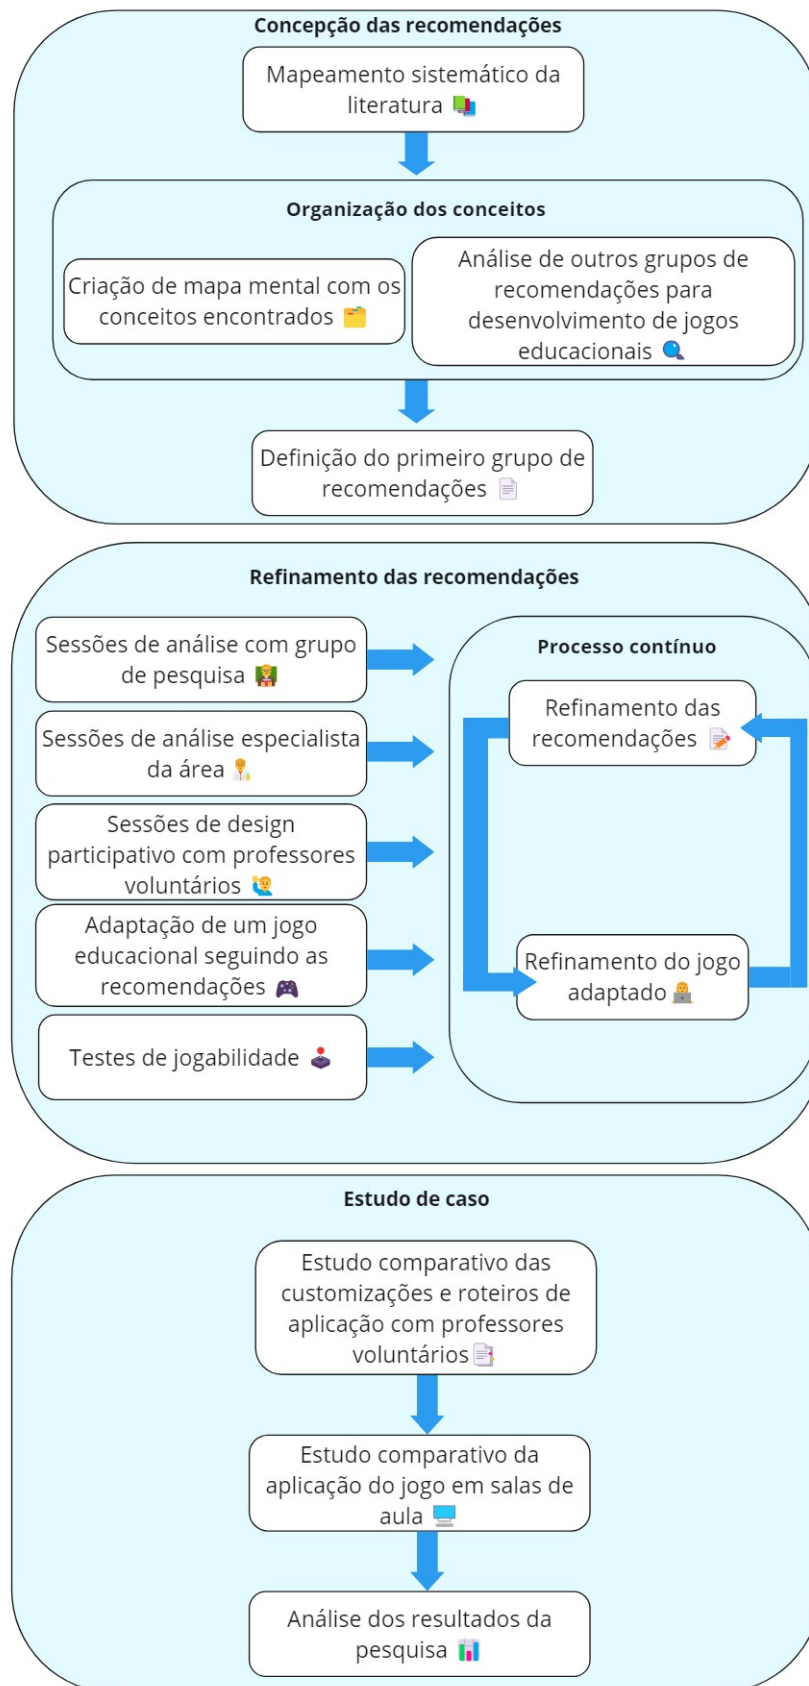 Concepção das recomendações
Mapeamento sistemático da
literatura
Organização dos conceitos
Criação de mapa mental com os
conceitos encontrados
Análise de outros grupos de
recomendações para
desenvolvimento de jogos
educacionais
Definição do primeiro grupo de
recomendações
Refinamento das recomendações
Sessões de análise com grupo
de pesquisa
Sessões de análise especialista
da área
Sessões de design
participativo com professores
voluntários
Adaptação de um jogo
educacional seguindo as
recomendações
Testes de jogabilidade
Processo contínuo
Refinamento das
recomendações
Refinamento do jogo
adaptado
Estudo de caso
Estudo comparativo das
customizações e roteiros de
aplicação com professores
voluntários
Estudo comparativo da
aplicação do jogo em salas de
aula
Análise dos resultados da
pesquisa